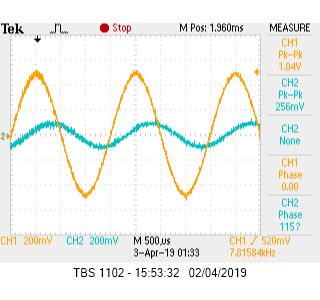 Tek Stop M Pos: 1.960ms MEASURE
CH1
Pk-Pk
1.04V
CH2
Pk-Pk
256mV
CH2
None
CH1
Phase
0.00
CH2
Phase
115?
2
CH1 200mV CH2 200mV M 500µs CH1 520mV
3-Apr-19 01:33 7.81584kHz
TBS 1102 - 15:53:32 02/04/2019